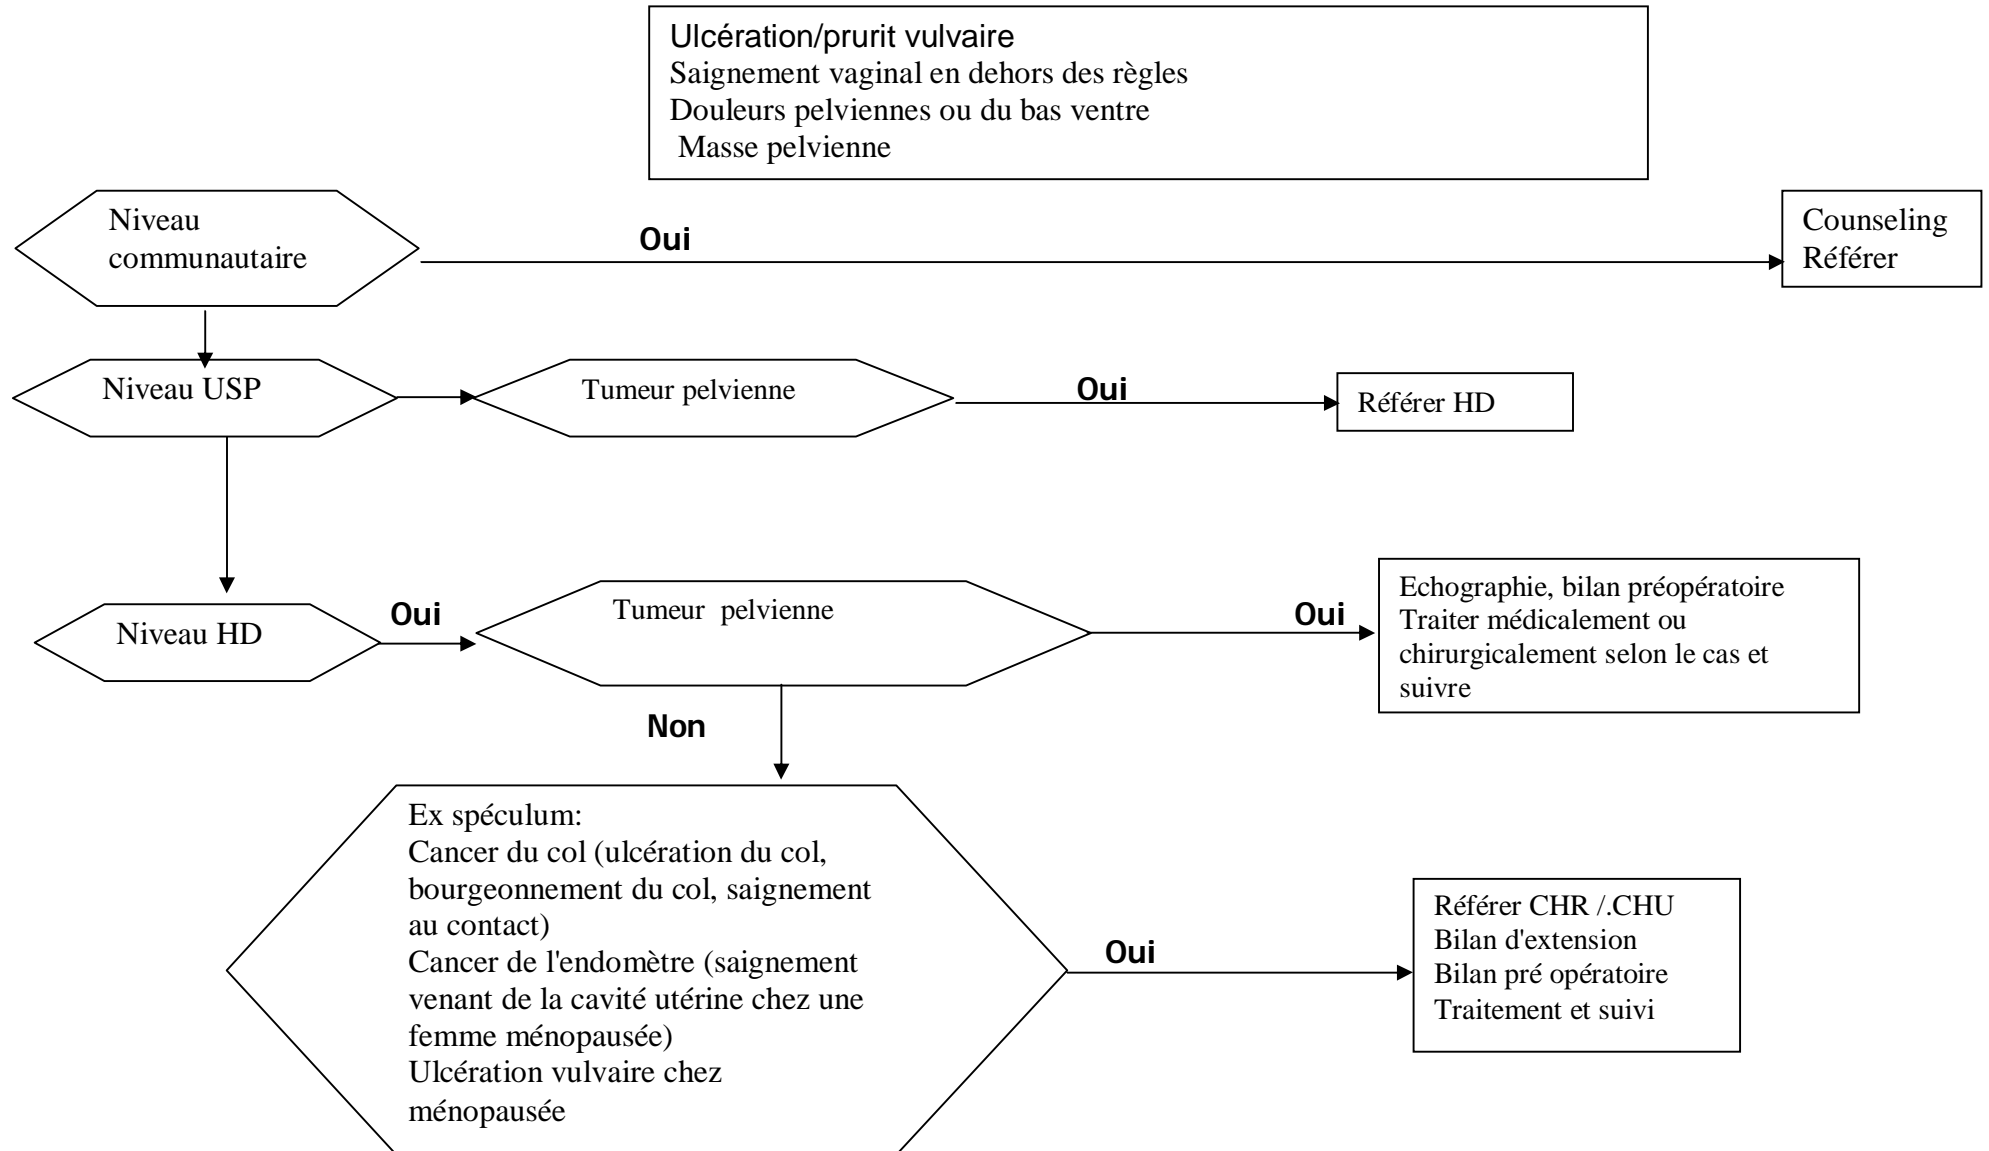 Ulcération/prurit vulvaire
Saignement vaginal en dehors des règles
Douleurs pelviennes ou du bas ventre
Masse pelvienne
Niveau
communautaire
Oui
Counseling
Référer
Niveau USP
Tumeur pelvienne
Oui
Référer HD
Niveau HD
Oui
Tumeur pelvienne
Oui
Echographie, bilan préopératoire
Traiter médicalement ou
chirurgicalement selon le cas et
suivre
Non
Ex spéculum:
Cancer du col (ulcération du col,
bourgeonnement du col, saignement
au contact)
Cancer de l'endomètre (saignement
venant de la cavité utérine chez une
femme ménopausée)
Ulcération vulvaire chez
ménopausée
Oui
Référer CHR /.CHU
Bilan d'extension
Bilan pré opératoire
Traitement et suivi